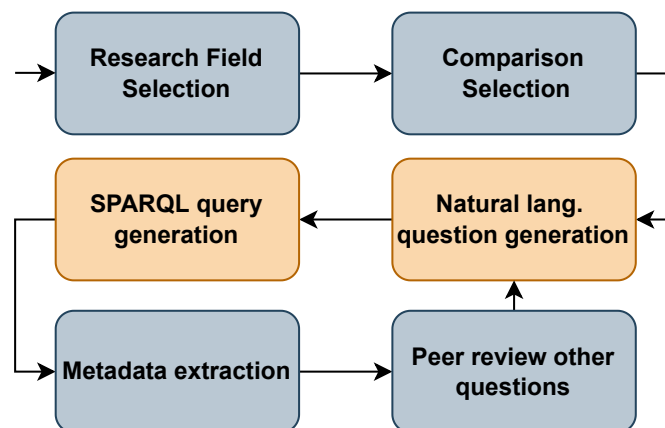 Research Field
Selection
Comparison
Selection
SPARQL query
generation
Natural lang.
question generation
Metadata extraction
Peer review other
questions